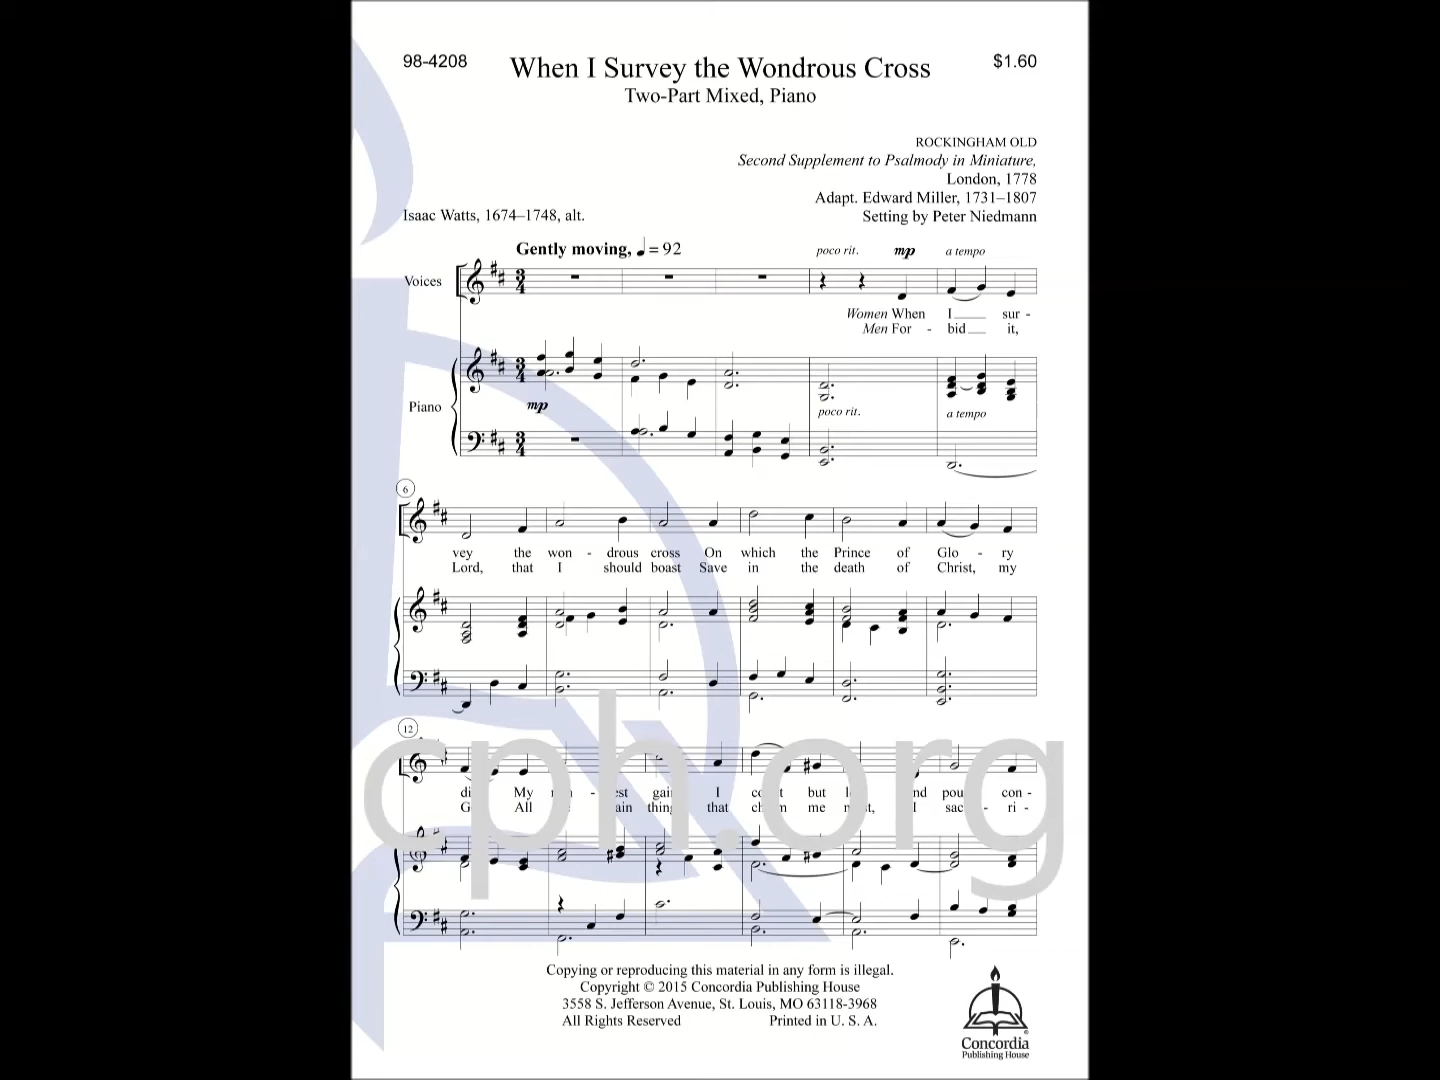 98-4208
When I Survey the Wondrous Cross
$1.60
Two-Part Mixed, Piano
ROCKINGHAM OLD
Second Supplement to Psalmody in Miniature,
London, 1778
Adapt. Edward Miller, 1731–1807
Isaac Watts, 1674–1748, alt.
Setting by Peter Niedmann
Gently moving, ♩ = 92
poco rit. mp a tempo
Voices
Women When I sur -
Men For - bid it,
Piano
mp
poco rit. a tempo
6
vey the won - drous cross On which the Prince of Glo - ry
Lord, that I should boast Save in the death of Christ, my
12
My - est I but pou con -
All that me sac - ri -
cph.org
Copying or reproducing this material in any form is illegal.
Copyright © 2015 Concordia Publishing House
3558 S. Jefferson Avenue, St. Louis, MO 63118-3968
All Rights Reserved Printed in U. S. A.
Concordia
Publishing House